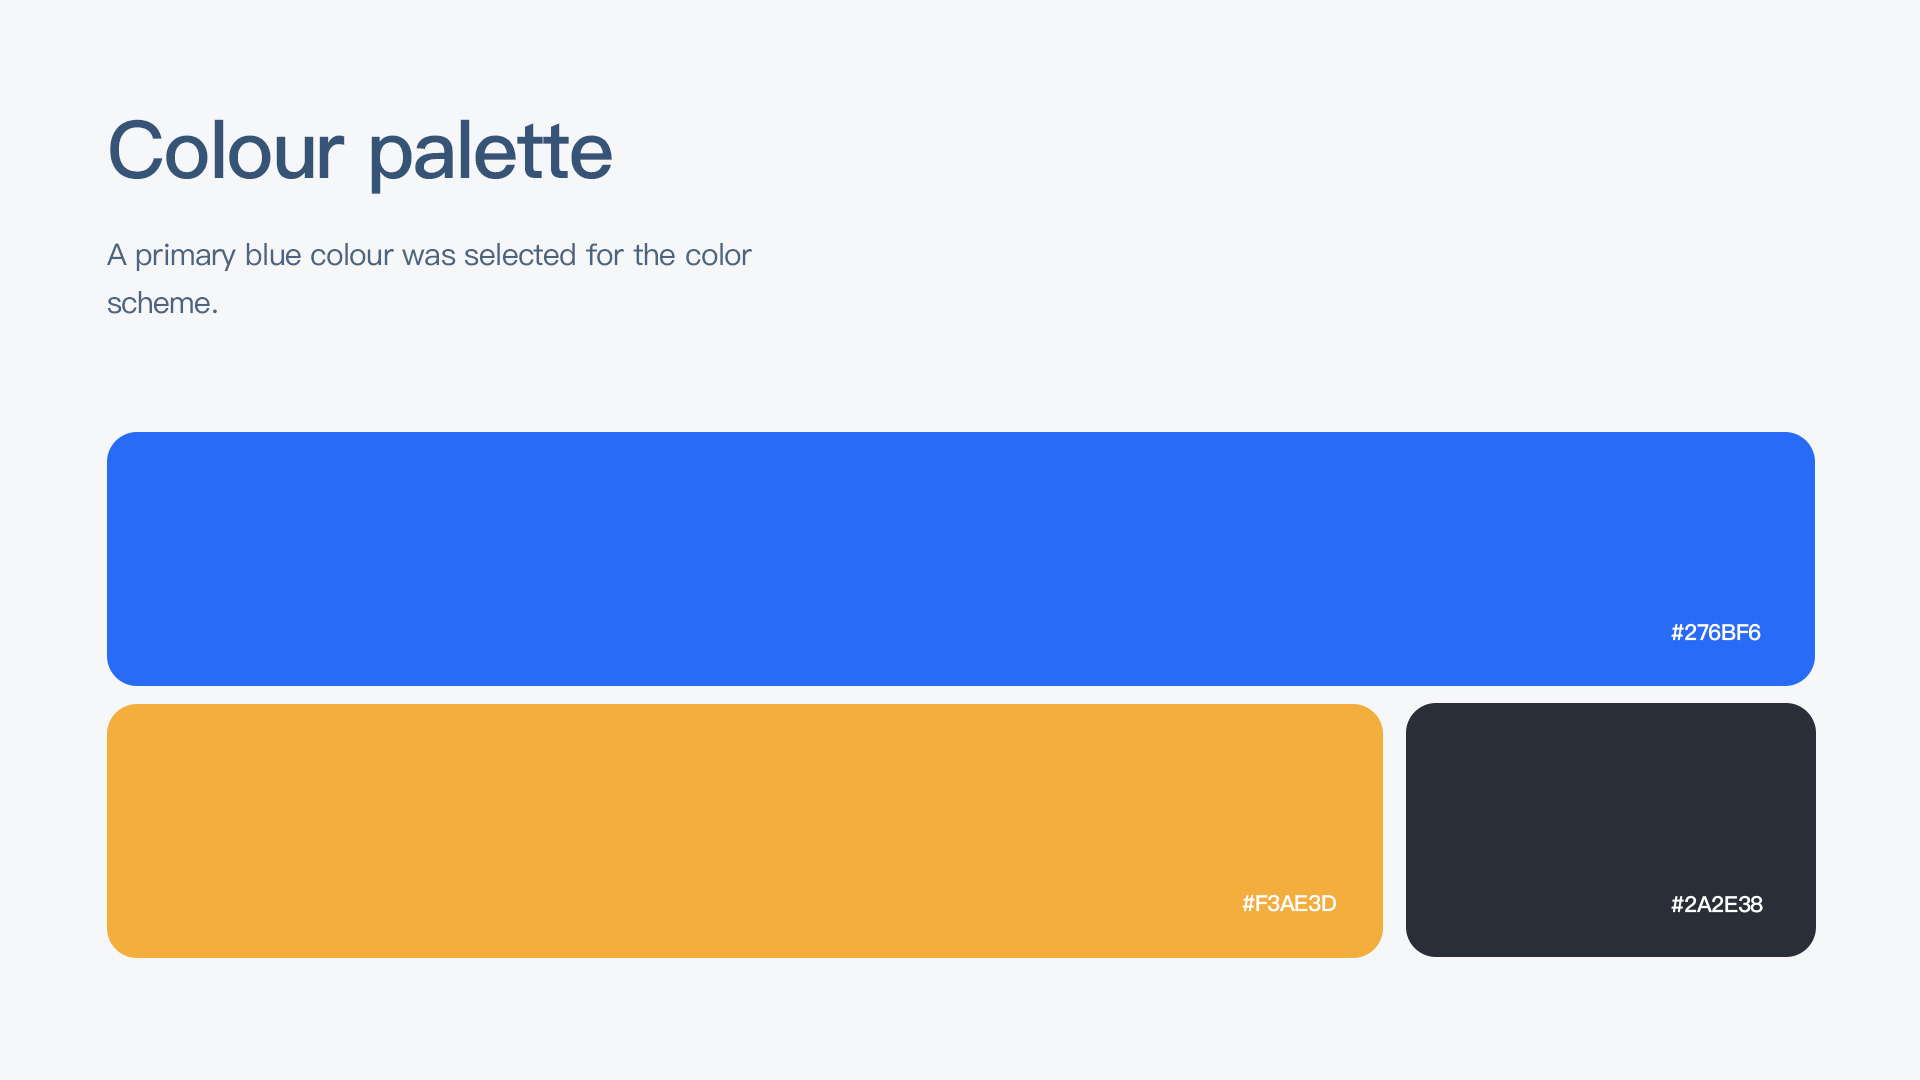 Colour palette
A primary blue colour was selected for the color
scheme.
#276BF6
#F3AE3D
#2A2E38